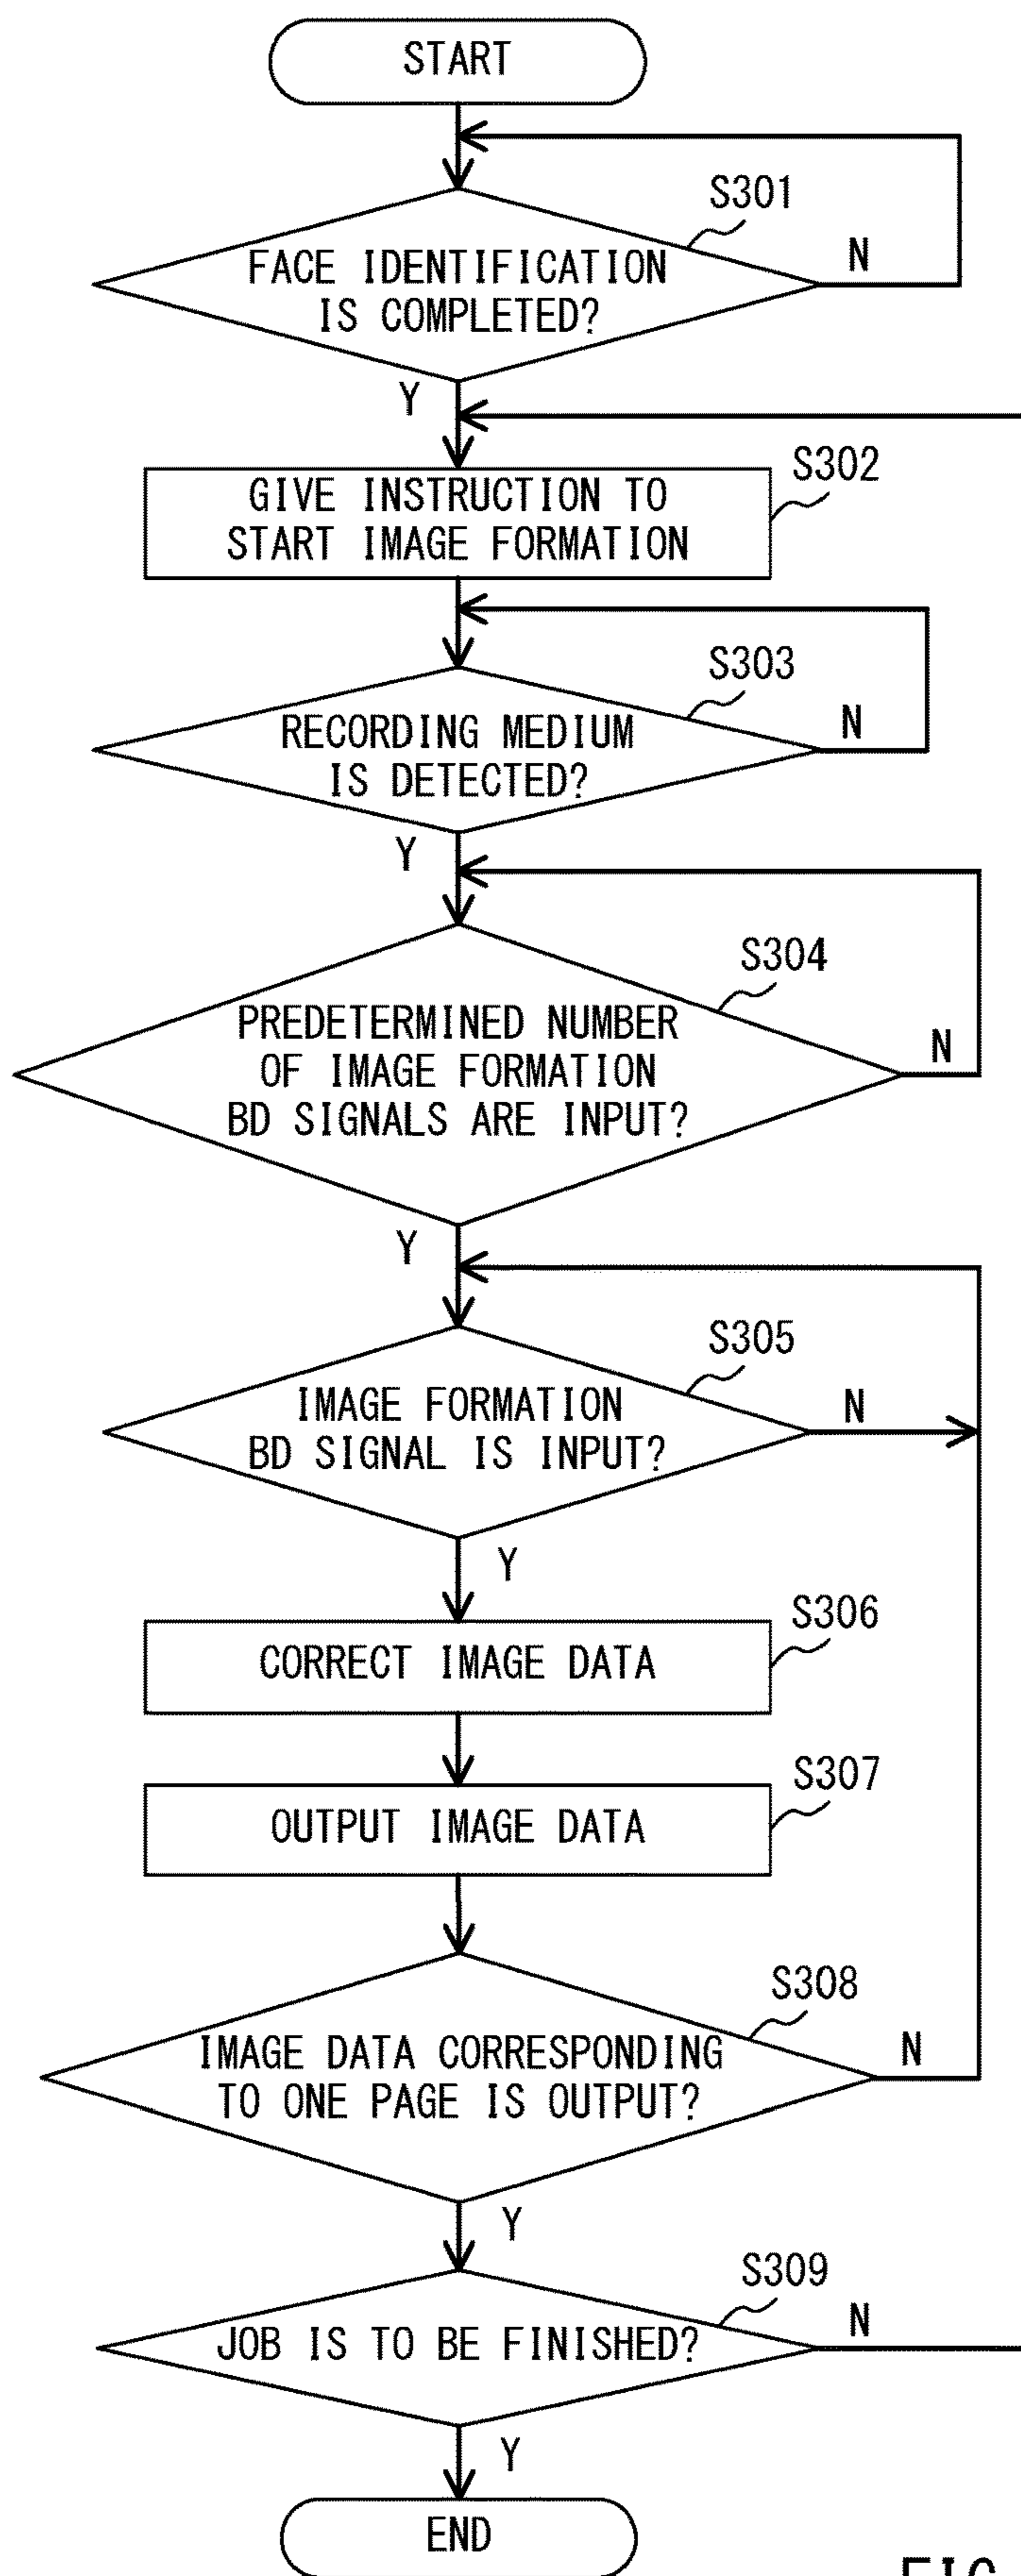 START
S301
FACE IDENTIFICATION
IS COMPLETED?
N
Y
S302
GIVE INSTRUCTION TO
START IMAGE FORMATION
S303
RECORDING MEDIUM
IS DETECTED?
N
Y
S304
PREDETERMINED NUMBER
OF IMAGE FORMATION
BD SIGNALS ARE INPUT?
N
Y
S305
IMAGE FORMATION
BD SIGNAL IS INPUT?
N
Y
S306
CORRECT IMAGE DATA
S307
OUTPUT IMAGE DATA
S308
IMAGE DATA CORRESPONDING
TO ONE PAGE IS OUTPUT?
N
Y
S309
JOB IS TO BE FINISHED?
N
Y
END